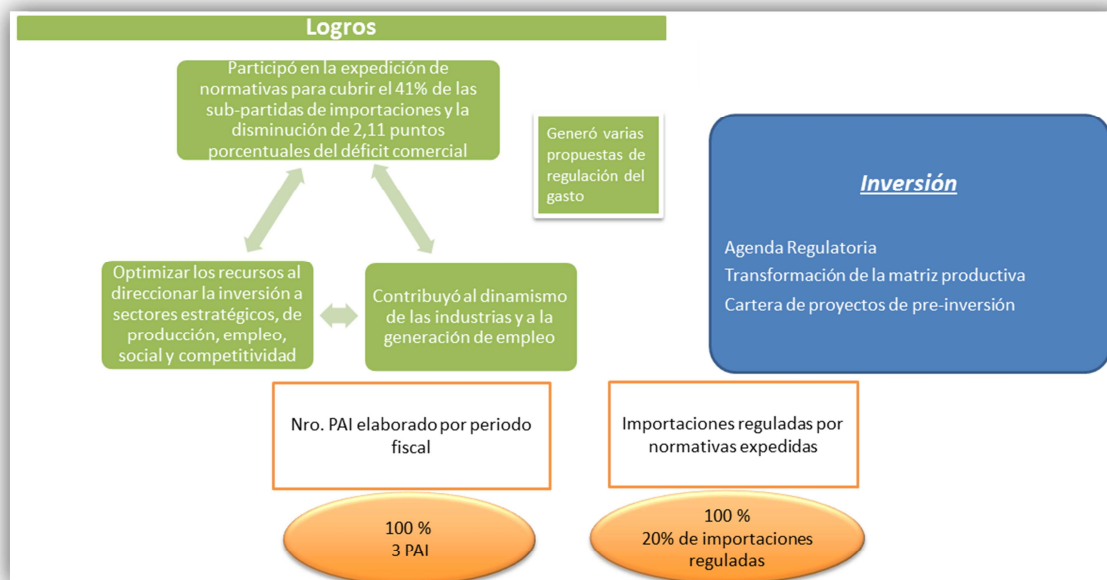 Logros
Participó en la expedición de
normativas para cubrir el 41% de las
sub-partidas de importaciones y la
disminución de 2,11 puntos
porcentuales del déficit comercial
Generó varias
propuestas de
regulación del
gasto
Optimizar los recursos al
direccionar la inversión a
sectores estratégicos, de
producción, empleo,
social y competitividad
Contribuyó al dinamismo
de las industrias y a la
generación de empleo
Inversión
Agenda Regulatoria
Transformación de la matriz productiva
Cartera de proyectos de pre-inversión
Nro. PAI elaborado por periodo
fiscal
Importaciones reguladas por
normativas expedidas
100 %
3 PAI
100 %
20% de importaciones
reguladas